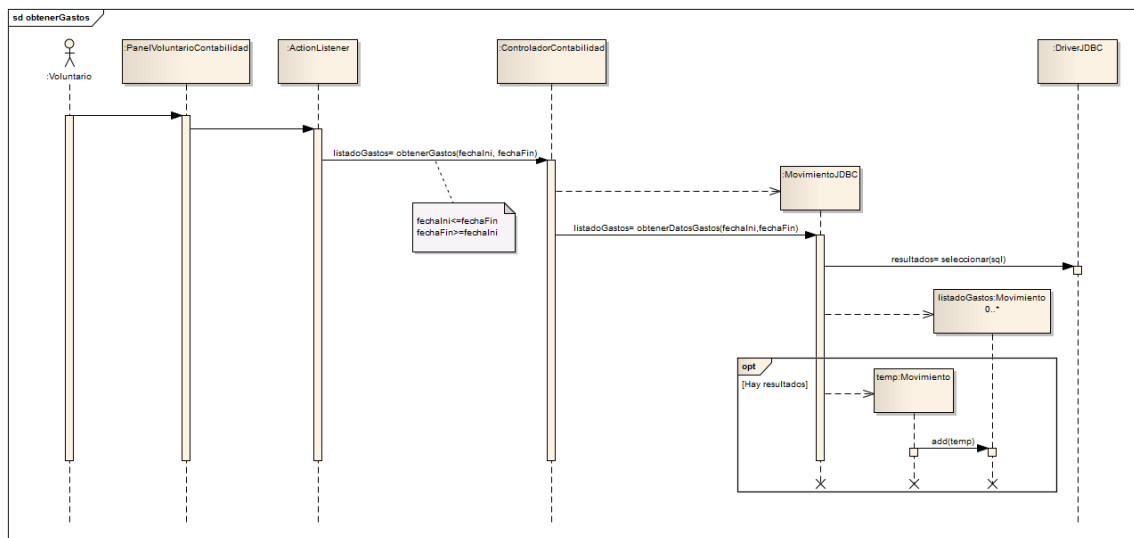 sd obtenerGastos
:Voluntario
:PanelVoluntarioContabilidad
:ActionListener
:ControladorContabilidad
:DriverJDBC
listadoGastos= obtenerGastos(fechaIni, fechaFin)
:MovimientoJDBC
fechaIni<=fechaFin
fechaFin>=fechaIni
listadoGastos= obtenerDatosGastos(fechaIni,fechaFin)
resultados= seleccionar(sql)
listadoGastos:Movimiento
0..*
opt
[Hay resultados]
temp:Movimiento
add(temp)